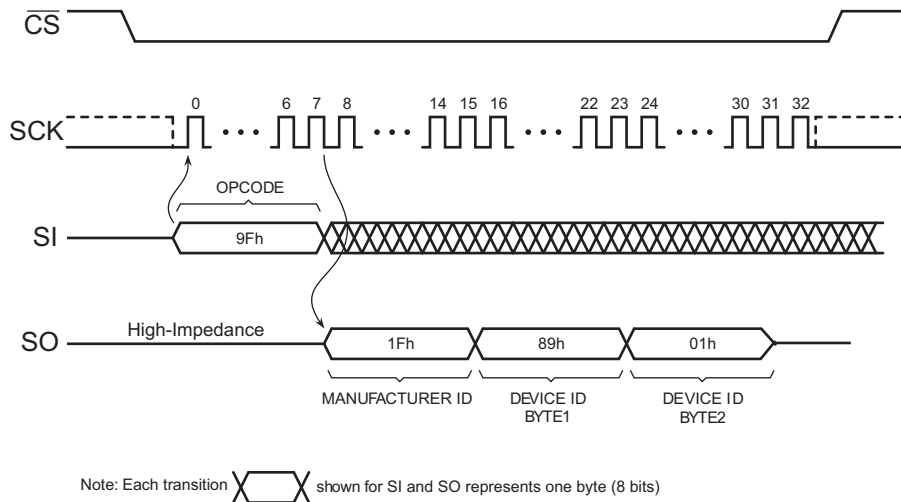 CS
0 6 7 8 14 15 16 22 23 24 30 31 32
SCK
OPCODE
SI
9Fh
High-Impedance
SO
1Fh 89h 01h
MANUFACTURER ID DEVICE ID DEVICE ID
BYTE1 BYTE2
Note: Each transition shown for SI and SO represents one byte (8 bits)